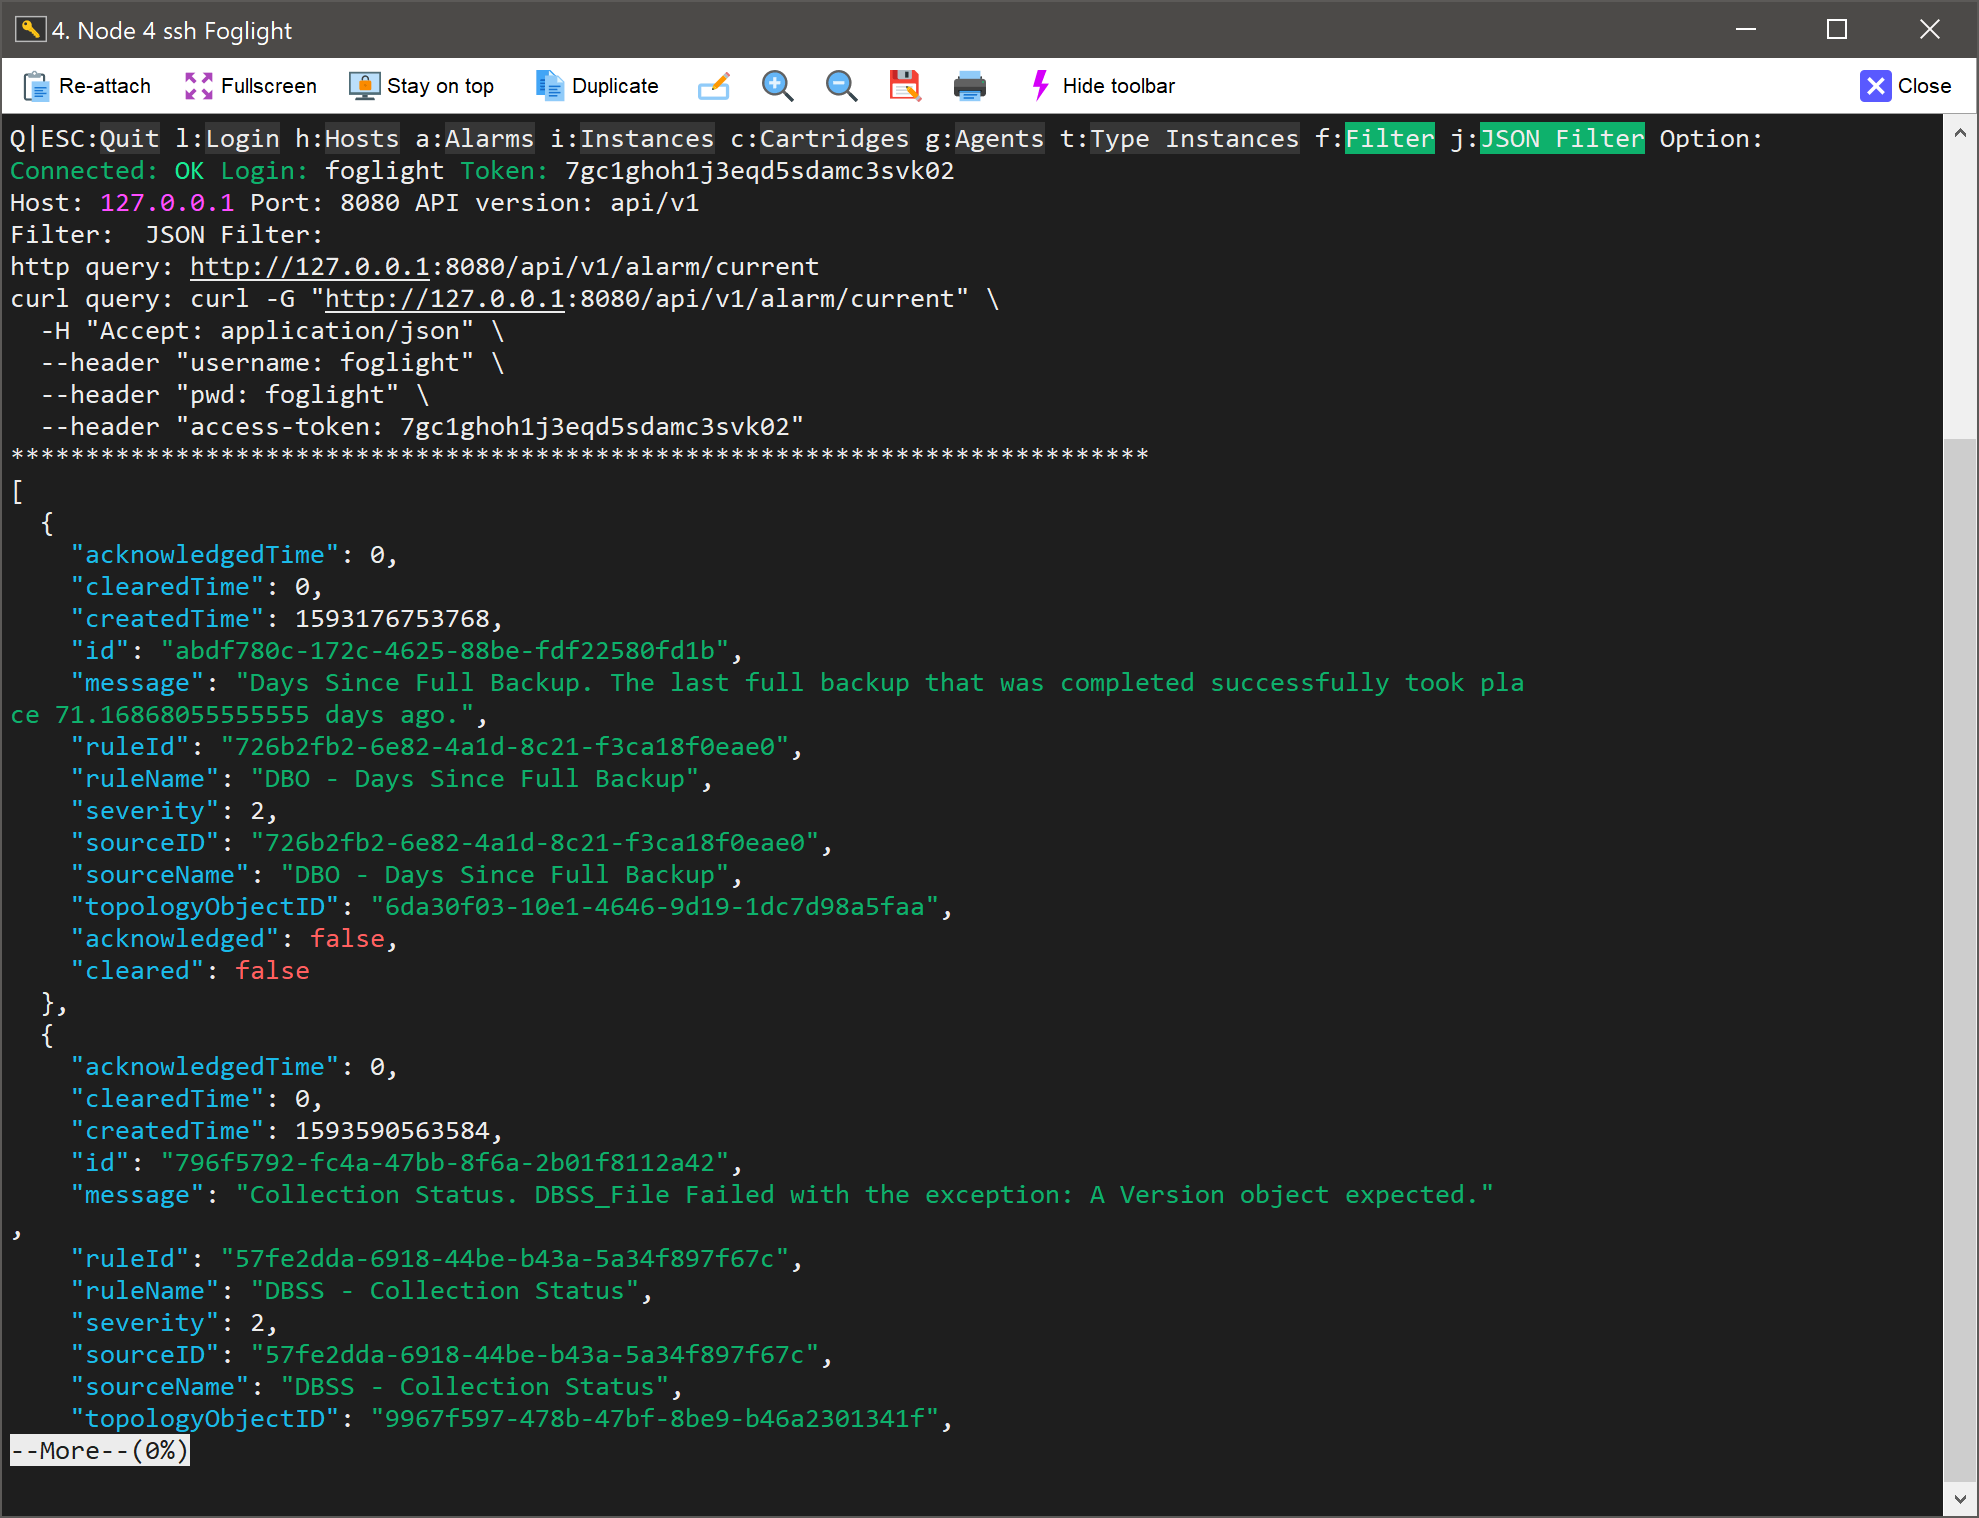 4. Node 4 ssh Foglight
Re-attach Fullscreen Stay on top Duplicate Hide toolbar Close
Q|ESC:Quit l:Login h:Hosts a:Alarms i:Instances c:Cartridges g:Agents t:Type Instances f:Filter j:JSON Filter Option:
Connected: OK Login: foglight Token: 7gc1ghoh1j3eqd5sdamc3svk02
Host: 127.0.0.1 Port: 8080 API version: api/v1
Filter:  JSON Filter:
http query: http://127.0.0.1:8080/api/v1/alarm/current
curl query: curl -G "http://127.0.0.1:8080/api/v1/alarm/current" \
  -H "Accept: application/json" \
  --header "username: foglight" \
  --header "pwd: foglight" \
  --header "access-token: 7gc1ghoh1j3eqd5sdamc3svk02"
****************************************************************************
[
  {
    "acknowledgedTime": 0,
    "clearedTime": 0,
    "createdTime": 1593176753768,
    "id": "abdf780c-172c-4625-88be-fdf22580fd1b",
    "message": "Days Since Full Backup. The last full backup that was completed successfully took pla
ce 71.16868055555555 days ago.",
    "ruleId": "726b2fb2-6e82-4a1d-8c21-f3ca18f0eae0",
    "ruleName": "DBO - Days Since Full Backup",
    "severity": 2,
    "sourceID": "726b2fb2-6e82-4a1d-8c21-f3ca18f0eae0",
    "sourceName": "DBO - Days Since Full Backup",
    "topologyObjectID": "6da30f03-10e1-4646-9d19-1dc7d98a5faa",
    "acknowledged": false,
    "cleared": false
  },
  {
    "acknowledgedTime": 0,
    "clearedTime": 0,
    "createdTime": 1593590563584,
    "id": "796f5792-fc4a-47bb-8f6a-2b01f8112a42",
    "message": "Collection Status. DBSS_File Failed with the exception: A Version object expected."
,
    "ruleId": "57fe2dda-6918-44be-b43a-5a34f897f67c",
    "ruleName": "DBSS - Collection Status",
    "severity": 2,
    "sourceID": "57fe2dda-6918-44be-b43a-5a34f897f67c",
    "sourceName": "DBSS - Collection Status",
    "topologyObjectID": "9967f597-478b-47bf-8be9-b46a2301341f",
--More--(0%)